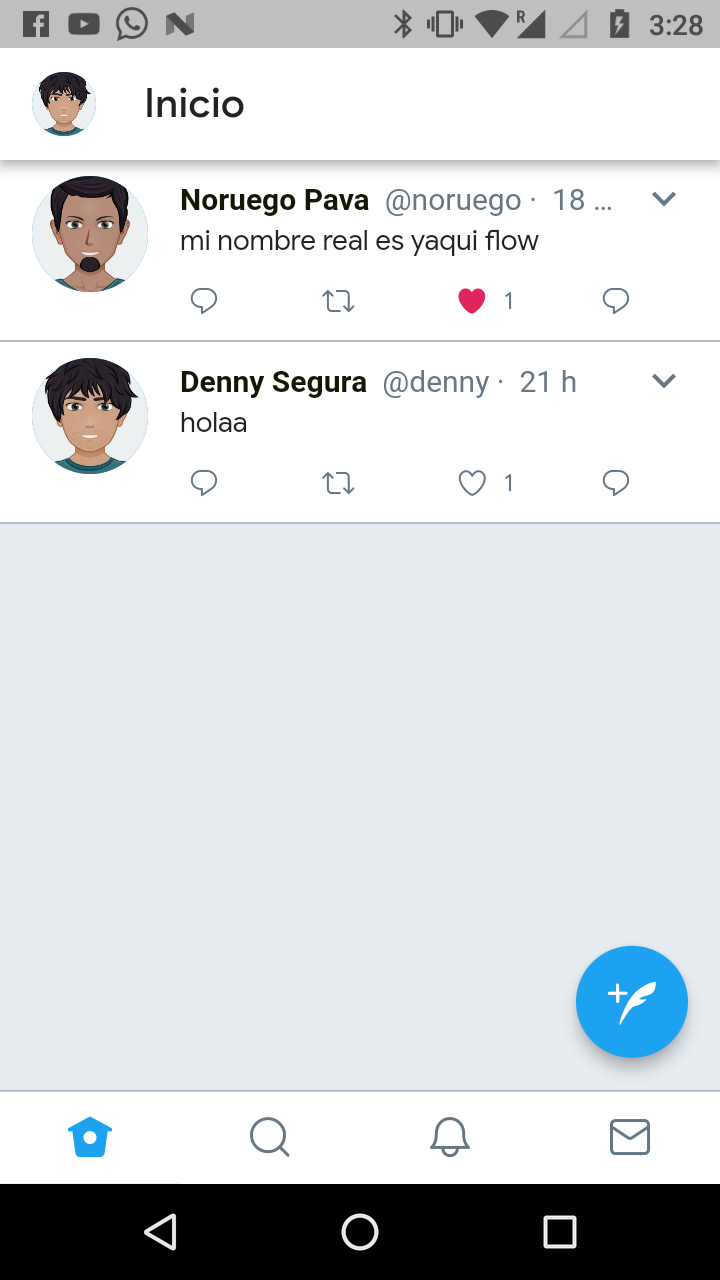 R 3:28
Inicio
Noruego Pava @noruego · 18 ...
mi nombre real es yaqui flow
1
Denny Segura @denny · 21 h
holaa
1